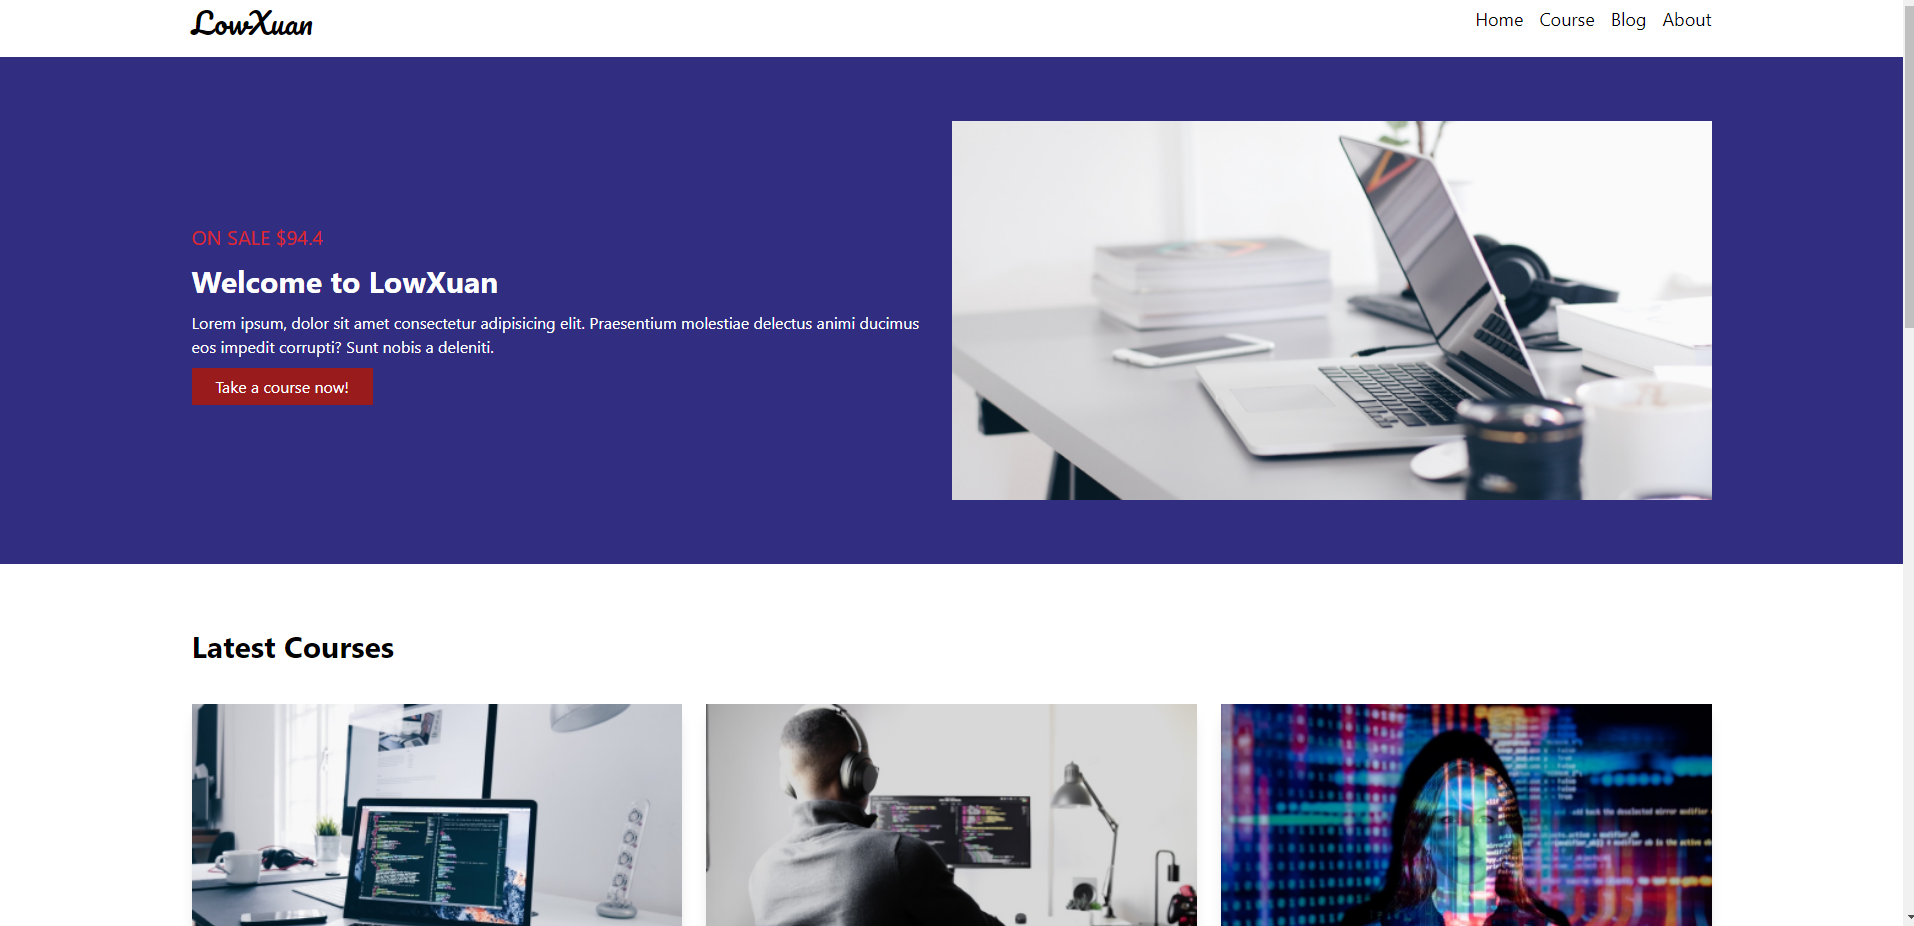 LowXuan
Home Course Blog About
ON SALE $94.4
Welcome to LowXuan
Lorem ipsum, dolor sit amet consectetur adipisicing elit. Praesentium molestiae delectus animi ducimus
eos impedit corrupti? Sunt nobis a deleniti.
Take a course now!
Latest Courses